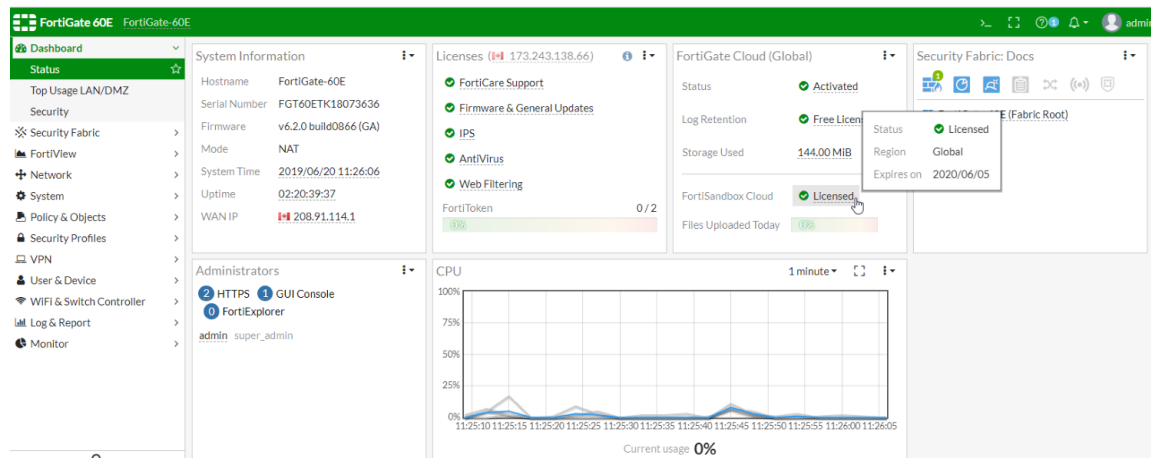 FortiGate 60E FortiGate-60E
>_ 1 admin
Dashboard
Status
Top Usage LAN/DMZ
Security
Security Fabric
FortiView
Network
System
Policy & Objects
Security Profiles
VPN
User & Device
WiFi & Switch Controller
Log & Report
Monitor
System Information
Hostname FortiGate-60E
Serial Number FGT60ETK18073636
Firmware v6.2.0 build0866 (GA)
Mode NAT
System Time 2019/06/20 11:26:06
Uptime 02:20:39:37
WAN IP 208.91.114.1
Licenses (173.243.138.66)
FortiCare Support
Firmware & General Updates
IPS
AntiVirus
Web Filtering
FortiToken 0/2
0%
FortiGate Cloud (Global)
Status Activated
Log Retention Free Licen
Storage Used 144.00 MiB
FortiSandbox Cloud Licensed
Files Uploaded Today 0%
Status Licensed
Region Global
Expires on 2020/06/05
Security Fabric: Docs
1
E (Fabric Root)
Administrators
2 HTTPS 1 GUI Console
0 FortiExplorer
admin super_admin
CPU 1 minute
100%
75%
50%
25%
0%
11:25:10 11:25:15 11:25:20 11:25:25 11:25:30 11:25:35 11:25:40 11:25:45 11:25:50 11:25:55 11:26:00 11:26:05
Current usage 0%